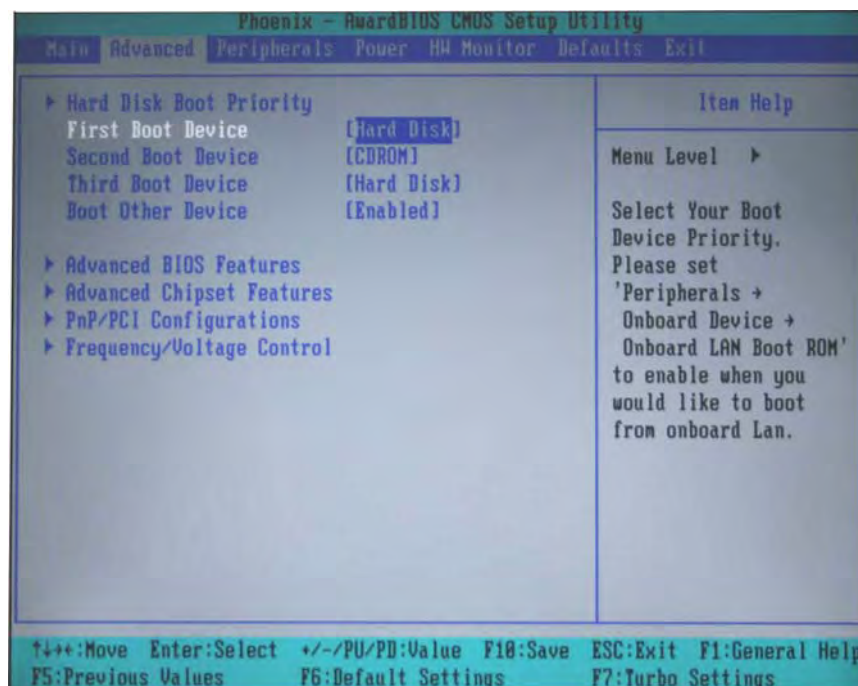 Phoenix - AwardBIOS CMOS Setup Utility
Main Advanced Peripherals Power HW Monitor Defaults Exit
Hard Disk Boot Priority
First Boot Device [Hard Disk]
Second Boot Device [CDROM]
Third Boot Device [Hard Disk]
Boot Other Device [Enabled]
Advanced BIOS Features
Advanced Chipset Features
PnP/PCI Configurations
Frequency/Voltage Control
Item Help
Menu Level
Select Your Boot
Device Priority.
Please set
'Peripherals →
Onboard Device →
Onboard LAN Boot ROM'
to enable when you
would like to boot
from onboard Lan.
↑↓→←:Move Enter:Select +/-/PU/PD:Value F10:Save ESC:Exit F1:General Help
F5:Previous Values F6:Default Settings F7:Turbo Settings